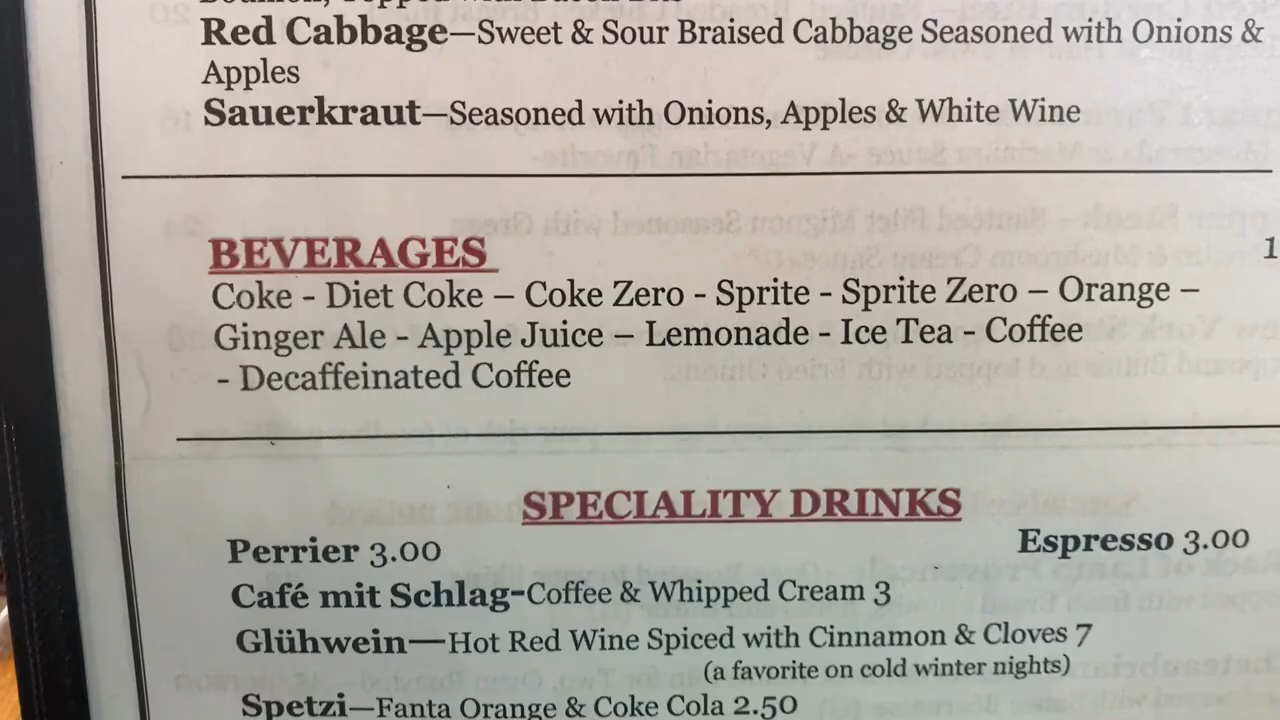 Red Cabbage—Sweet & Sour Braised Cabbage Seasoned with Onions &
Apples
Sauerkraut—Seasoned with Onions, Apples & White Wine
BEVERAGES 1
Coke - Diet Coke – Coke Zero - Sprite - Sprite Zero – Orange –
Ginger Ale - Apple Juice – Lemonade - Ice Tea - Coffee
- Decaffeinated Coffee
SPECIALITY DRINKS
Perrier 3.00 Espresso 3.00
Café mit Schlag-Coffee & Whipped Cream 3
Glühwein—Hot Red Wine Spiced with Cinnamon & Cloves 7
(a favorite on cold winter nights)
Spetzi—Fanta Orange & Coke Cola 2.50